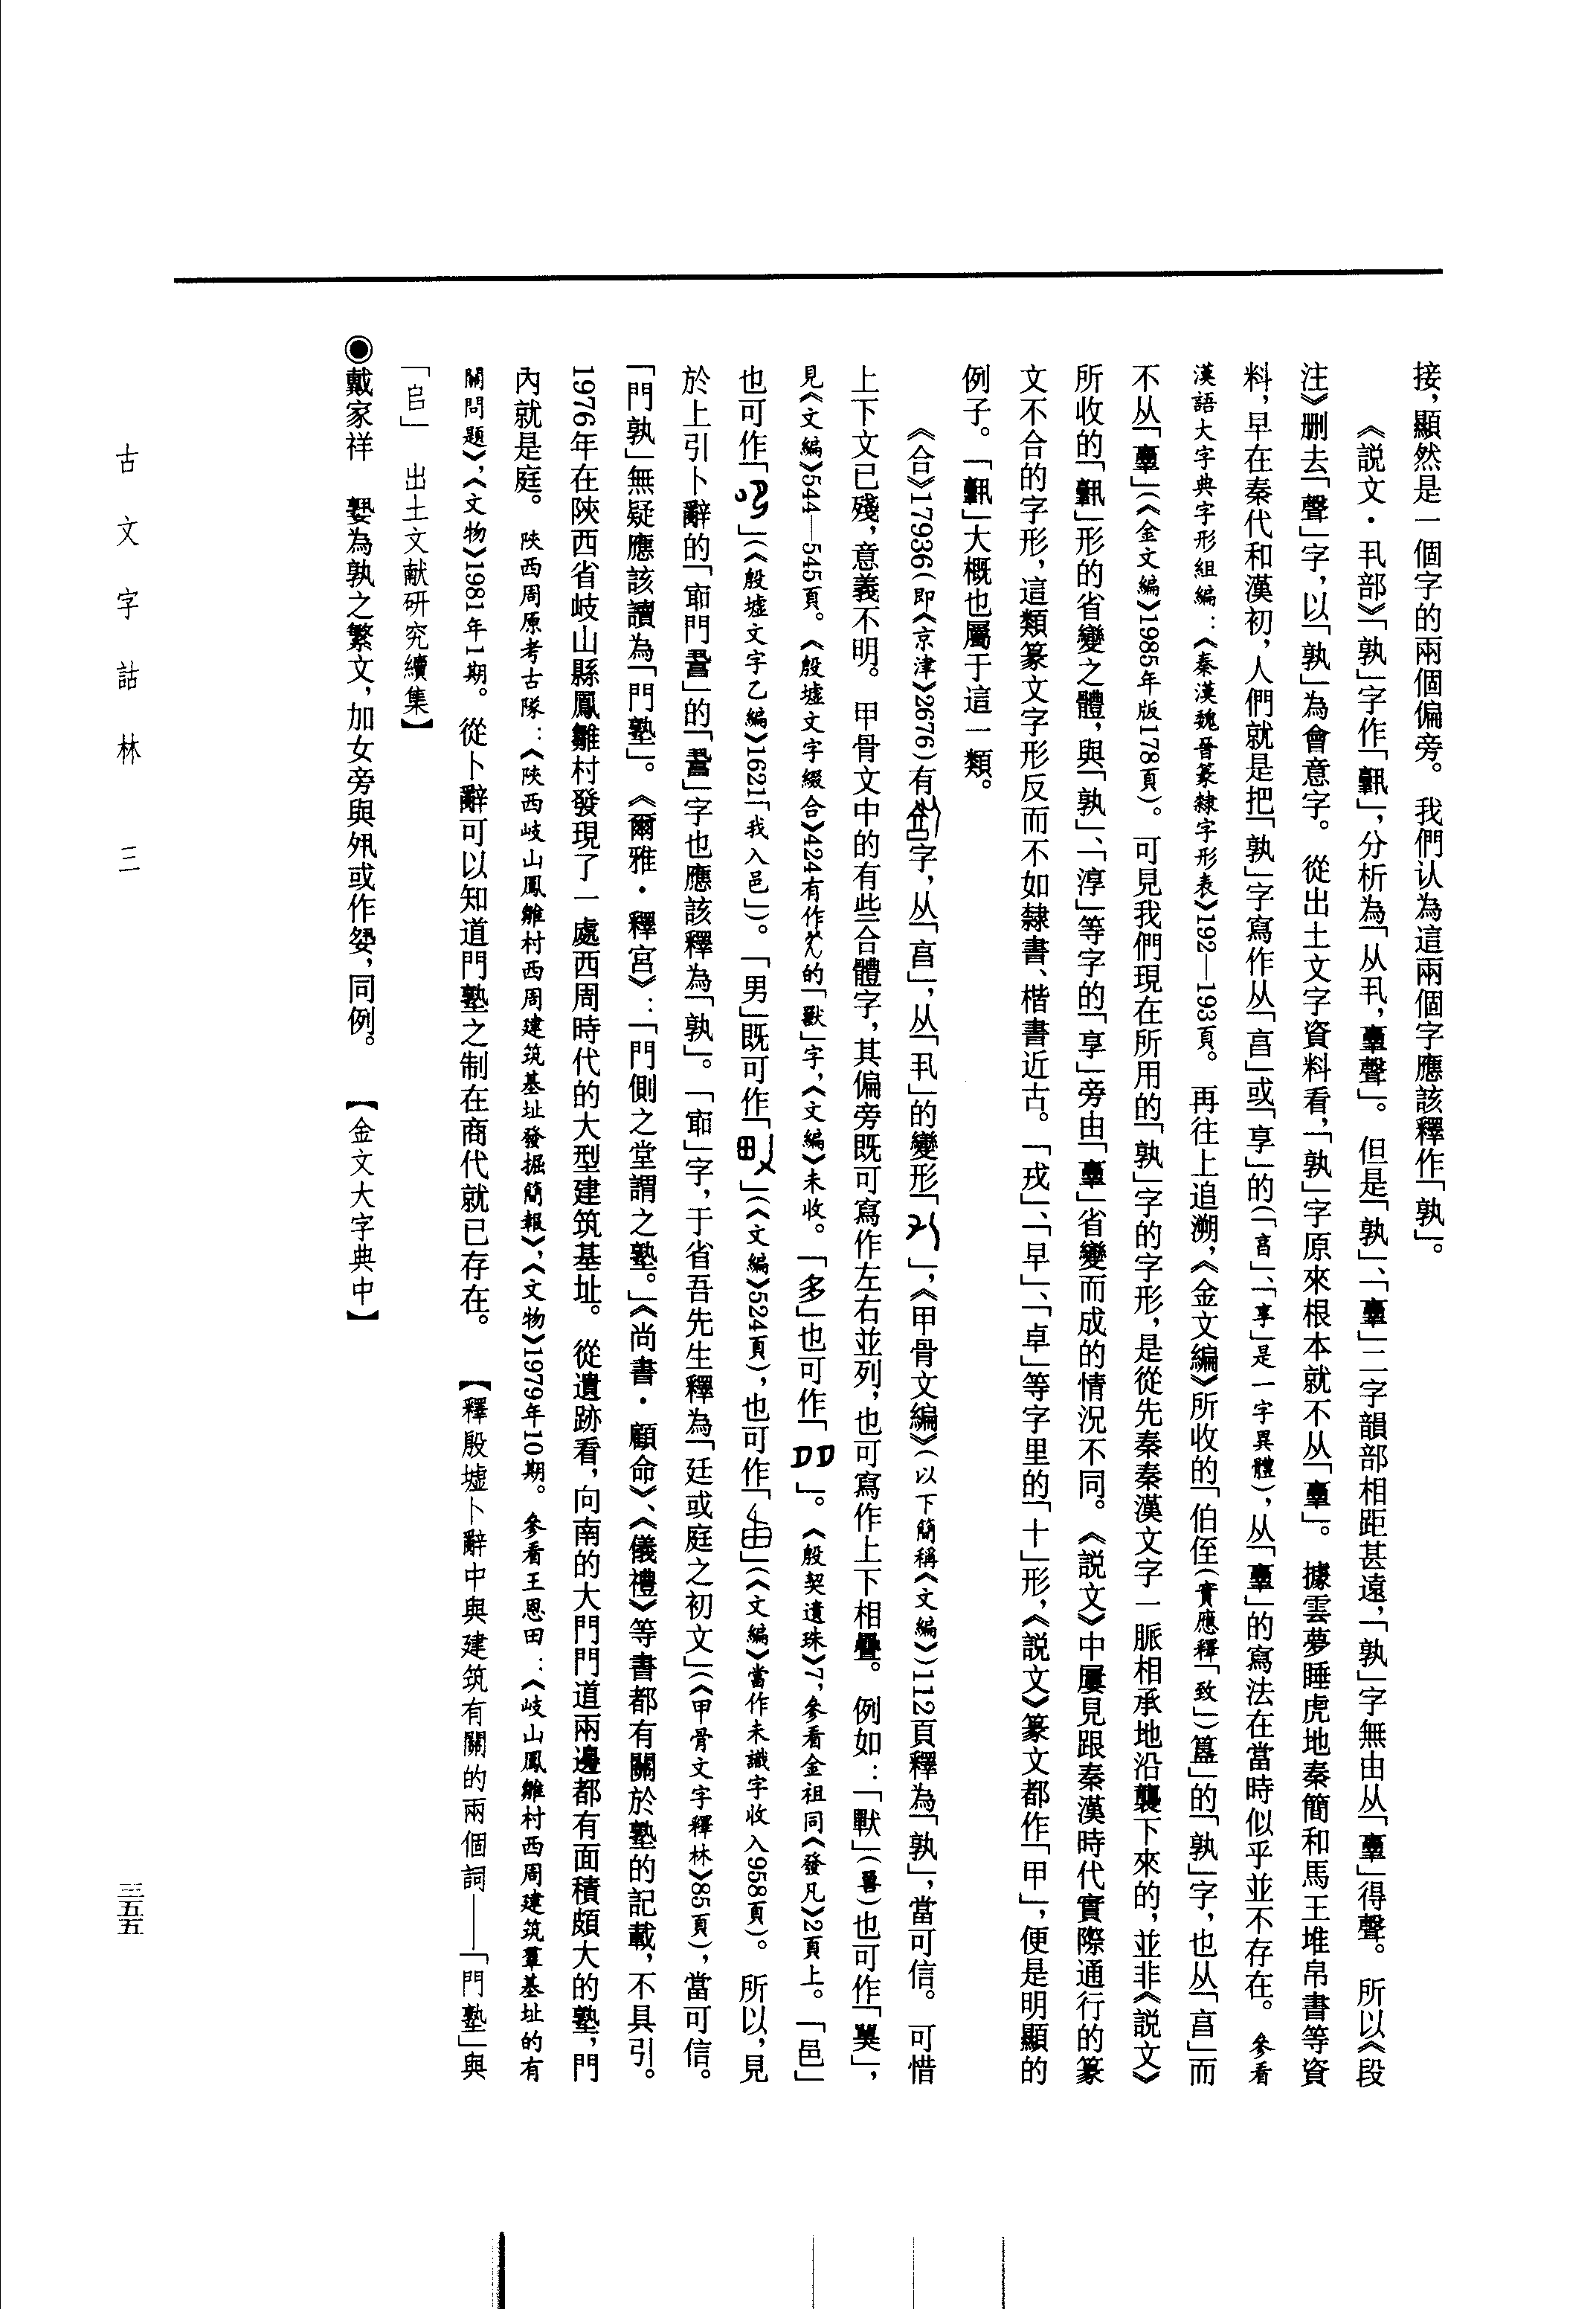 接，顯然是一個字的兩個偏旁。我們认為這兩個字應該釋作「孰」。
《説文·丮部》「孰」字作「𩰊」，分析為「从丮，𦎫聲」。但是「孰」、「𦎫」二字韻部相距甚遠，「孰」字無由从「𦎫」得聲。所以《段
注》删去「聲」字，以「孰」為會意字。從出土文字資料看，「孰」字原來根本就不从「𦎫」。據雲夢睡虎地秦簡和馬王堆帛書等資
料，早在秦代和漢初，人們就是把「孰」字寫作从「亯」或「享」的（「亯」、「享」是一字異體），从「𦎫」的寫法在當時似乎並不存在。參看
漢語大字典字形組編：《秦漢魏晉篆隸字形表》192—193頁。再往上追溯，《金文編》所收的「伯侄（實應釋「致」）簋」的「孰」字，也从「亯」而
不从「𦎫」（《金文編》1985年版178頁）。可見我們現在所用的「孰」字的字形，是從先秦秦漢文字一脈相承地沿襲下來的，並非《説文》
所收的「𩰊」形的省變之體，與「孰」、「淳」等字的「享」旁由「𦎫」省變而成的情況不同。《説文》中屢見跟秦漢時代實際通行的篆
文不合的字形，這類篆文字形反而不如隸書、楷書近古。「戎」、「早」、「卓」等字里的「十」形，《説文》篆文都作「甲」，便是明顯的
例子。「𩰊」大概也屬于這一類。
《合》17936（即《京津》2676）有字，从「亯」，从「丮」的變形「」，《甲骨文編》（以下簡稱《文編》）112頁釋為「孰」，當可信。可惜
上下文已殘，意義不明。甲骨文中的有些合體字，其偏旁既可寫作左右並列，也可寫作上下相疊。例如：「獸」（嘼）也可作「」，
見《文編》544—545頁。《殷墟文字綴合》424有作的「獸」字，《文編》未收。「多」也可作「」。《殷契遺珠》7，參看金祖同《發凡》2頁上。「邑」
也可作「」（《殷墟文字乙編》1621「我入邑」）。「男」既可作「」（《文編》524頁），也可作「」（《文編》當作未識字收入958頁）。所以，見
於上引卜辭的「門」的「」字也應該釋為「孰」。「」字，于省吾先生釋為「廷或庭之初文」（《甲骨文字釋林》85頁），當可信。
「門孰」無疑應該讀為「門塾」。《爾雅·釋宮》：「門側之堂謂之塾。」《尚書·顧命》、《儀禮》等書都有關於塾的記載，不具引。
1976年在陝西省岐山縣鳳雛村發現了一處西周時代的大型建筑基址。從遺跡看，向南的大門門道兩邊都有面積頗大的塾，門
內就是庭。陝西周原考古隊：《陝西岐山鳳雛村西周建筑基址發掘簡報》，《文物》1979年10期。參看王恩田：《岐山鳳雛村西周建筑羣基址的有
關問題》，《文物》1981年1期。從卜辭可以知道門塾之制在商代就已存在。【釋殷墟卜辭中與建筑有關的兩個詞——「門塾」與
「𠂤」　出土文献研究續集】
◉戴家祥　㜇為孰之繁文，加女旁與𡖊或作㚸，同例。【金文大字典中】
古文字詁林　三
三五五